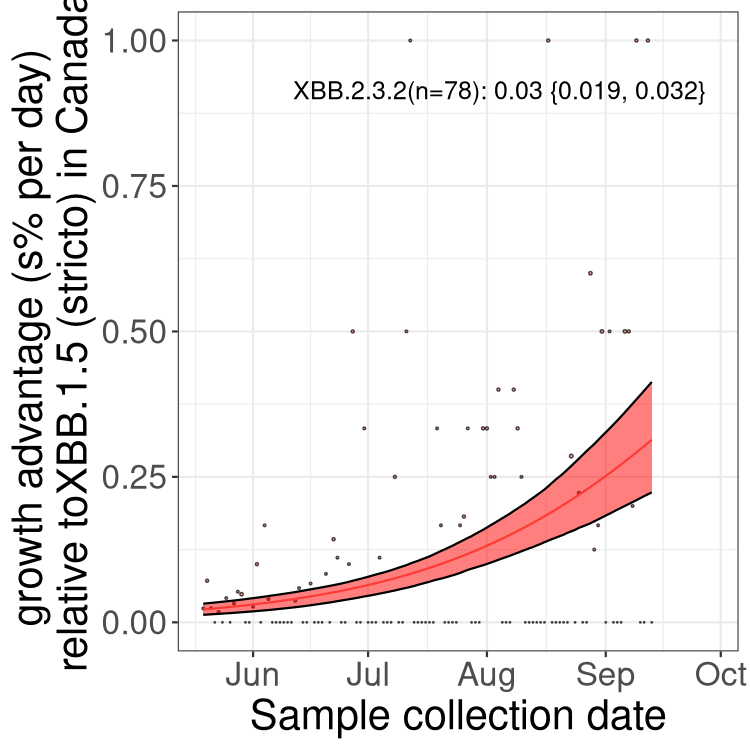 growth advantage (s% per day)
relative toXBB.1.5 (stricto) in Canada
1.00
0.75
0.50
0.25
0.00
XBB.2.3.2(n=78): 0.03 {0.019, 0.032}
Jun Jul Aug Sep Oct
Sample collection date